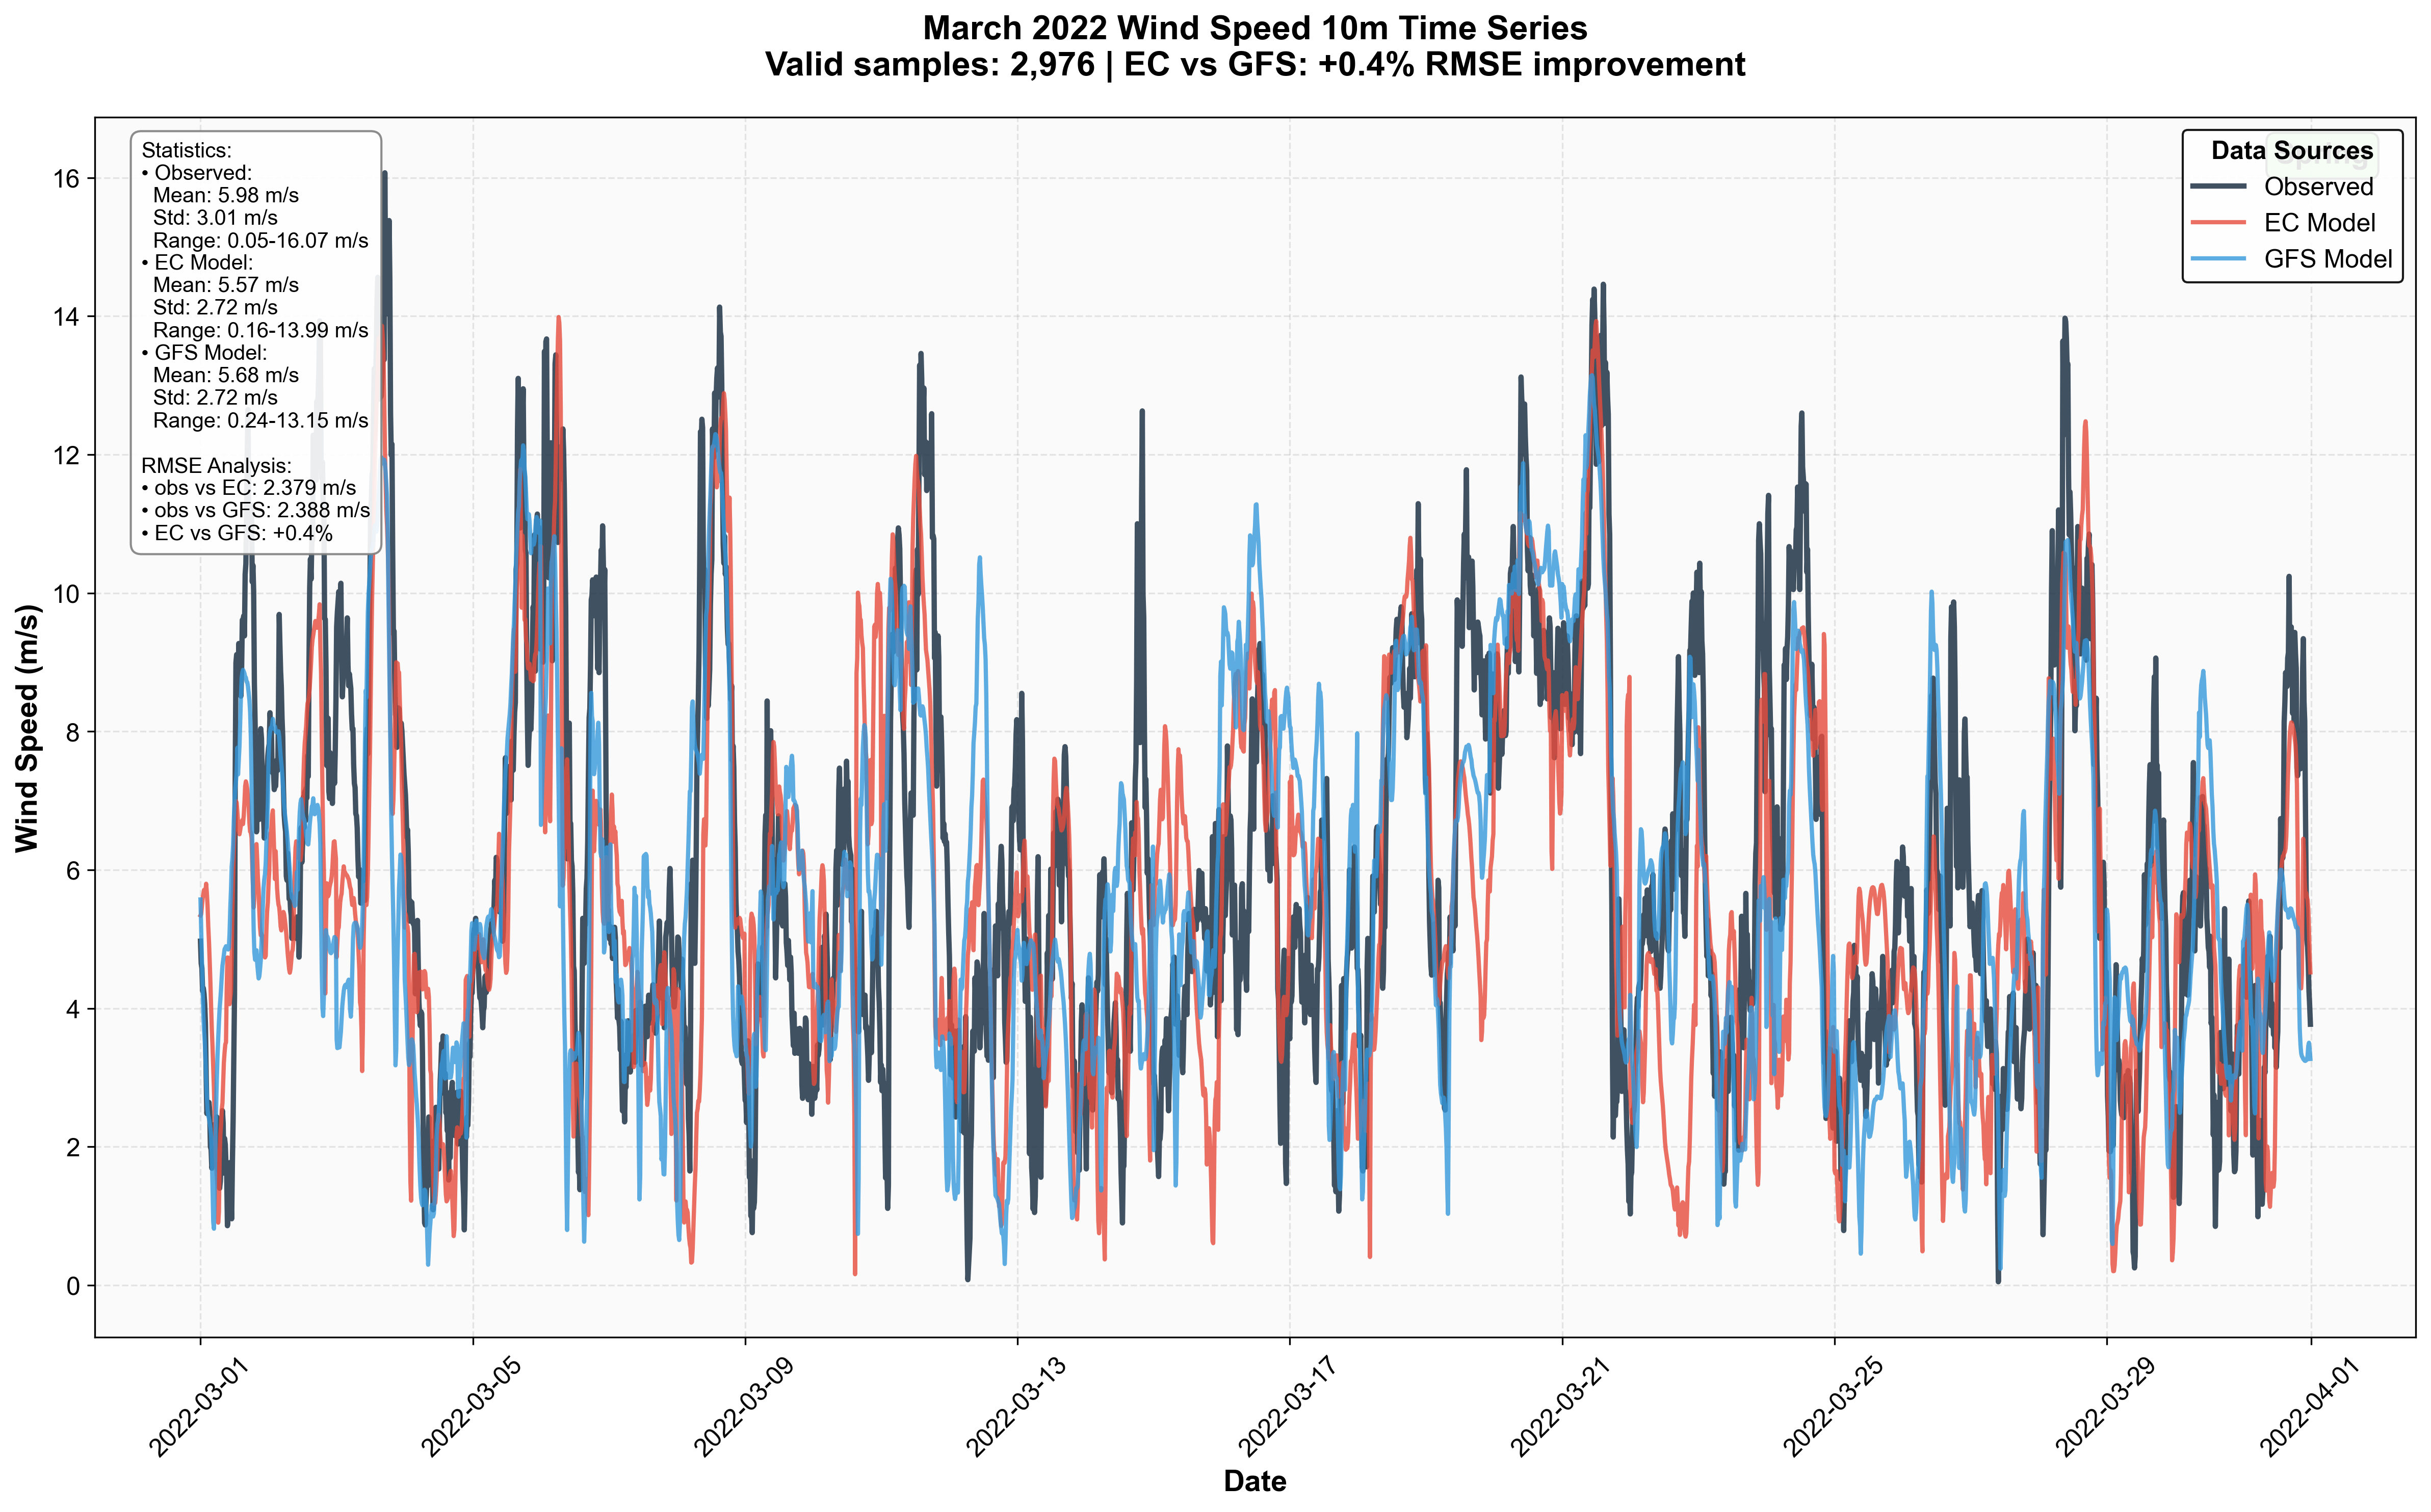 March 2022 Wind Speed 10m Time Series
Valid samples: 2,976 | EC vs GFS: +0.4% RMSE improvement
Statistics:
• Observed:
Mean: 5.98 m/s
Std: 3.01 m/s
Range: 0.05-16.07 m/s
• EC Model:
Mean: 5.57 m/s
Std: 2.72 m/s
Range: 0.16-13.99 m/s
• GFS Model:
Mean: 5.68 m/s
Std: 2.72 m/s
Range: 0.24-13.15 m/s
RMSE Analysis:
• obs vs EC: 2.379 m/s
• obs vs GFS: 2.388 m/s
• EC vs GFS: +0.4%
Data Sources
Observed
EC Model
GFS Model
Wind Speed (m/s)
16
14
12
10
8
6
4
2
0
2022-03-01
2022-03-05
2022-03-09
2022-03-13
2022-03-17
2022-03-21
2022-03-25
2022-03-29
2022-04-01
Date